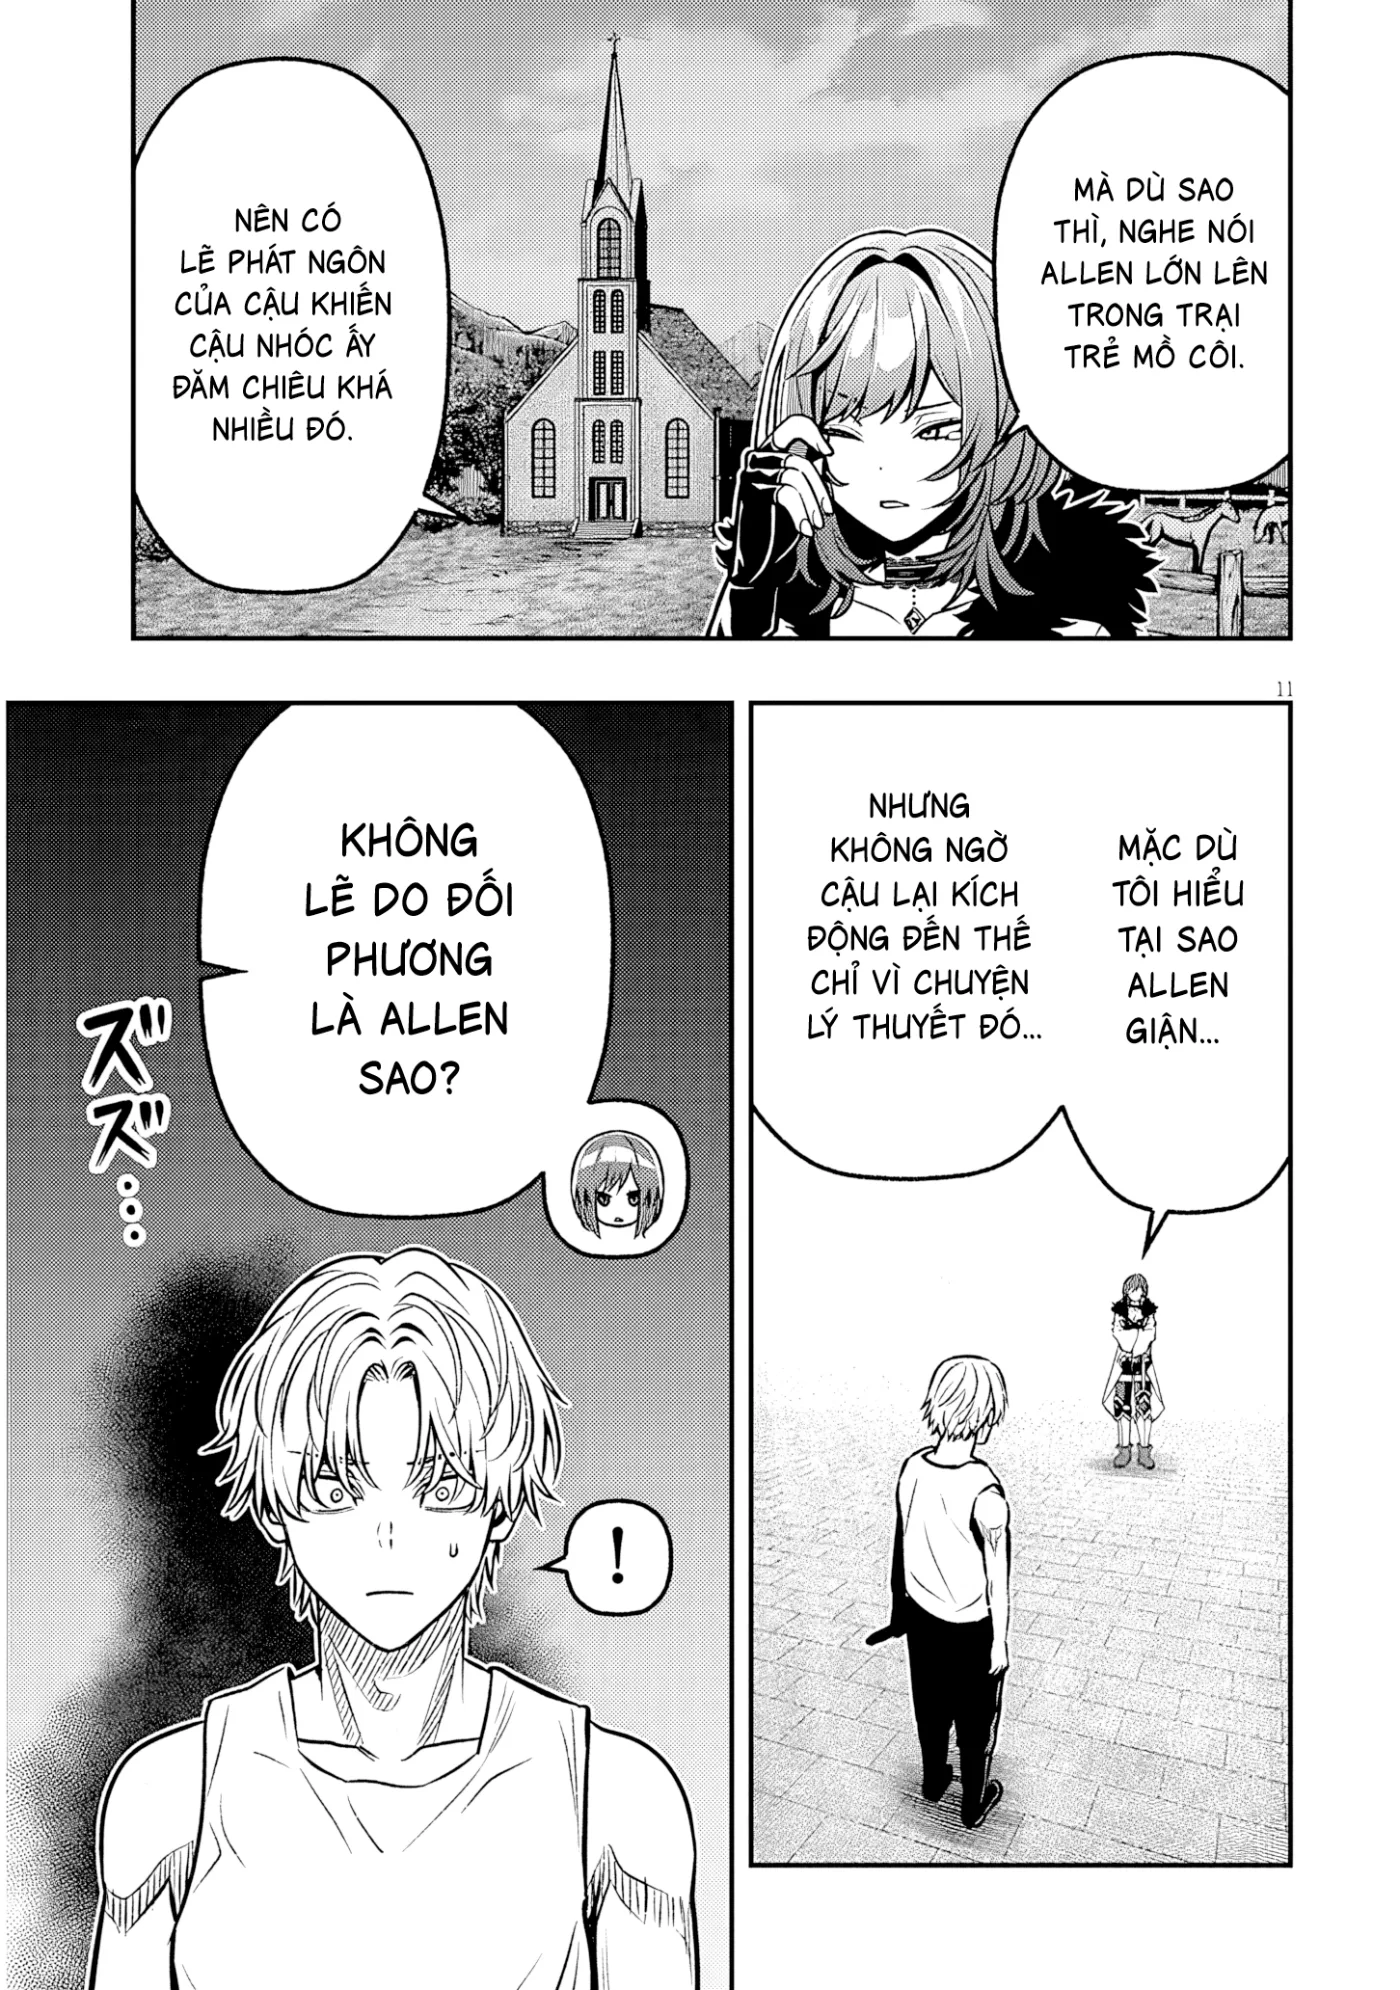 MÀ DÙ SAO
THÌ, NGHE NÓI
ALLEN LỚN LÊN
TRONG TRẠI
TRẺ MỒ CÔI.
NÊN CÓ
LẼ PHÁT NGÔN
CỦA CẬU KHIẾN
CẬU NHÓC ẤY
ĐĂM CHIÊU KHÁ
NHIỀU ĐÓ.
11
MẶC DÙ
TÔI HIỂU
TẠI SAO
ALLEN
GIẬN...
NHƯNG
KHÔNG NGỜ
CẬU LẠI KÍCH
ĐỘNG ĐẾN THẾ
CHỈ VÌ CHUYỆN
LÝ THUYẾT ĐÓ...
KHÔNG
LẼ DO ĐỐI
PHƯƠNG
LÀ ALLEN
SAO?
ズズ...
!